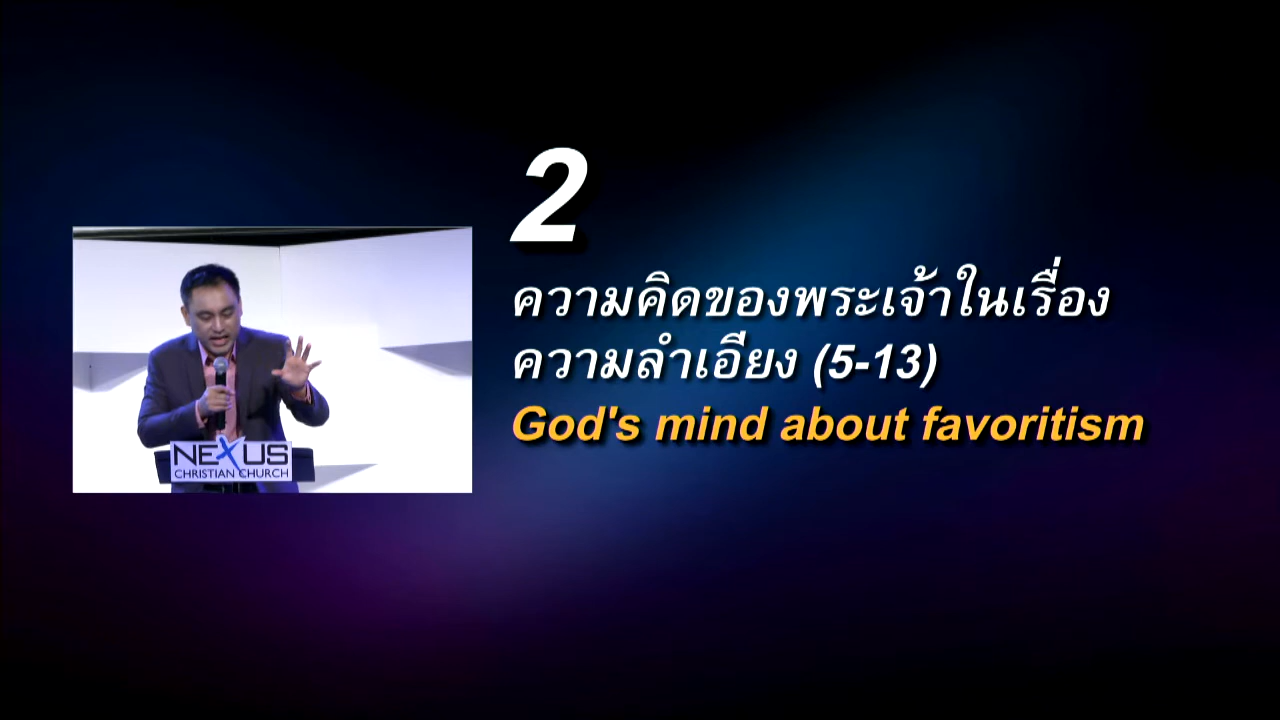 2
ความคิดของพระเจ้าในเรื่อง
ความลำเอียง (5-13)
God's mind about favoritism
NEXUS
CHRISTIAN CHURCH